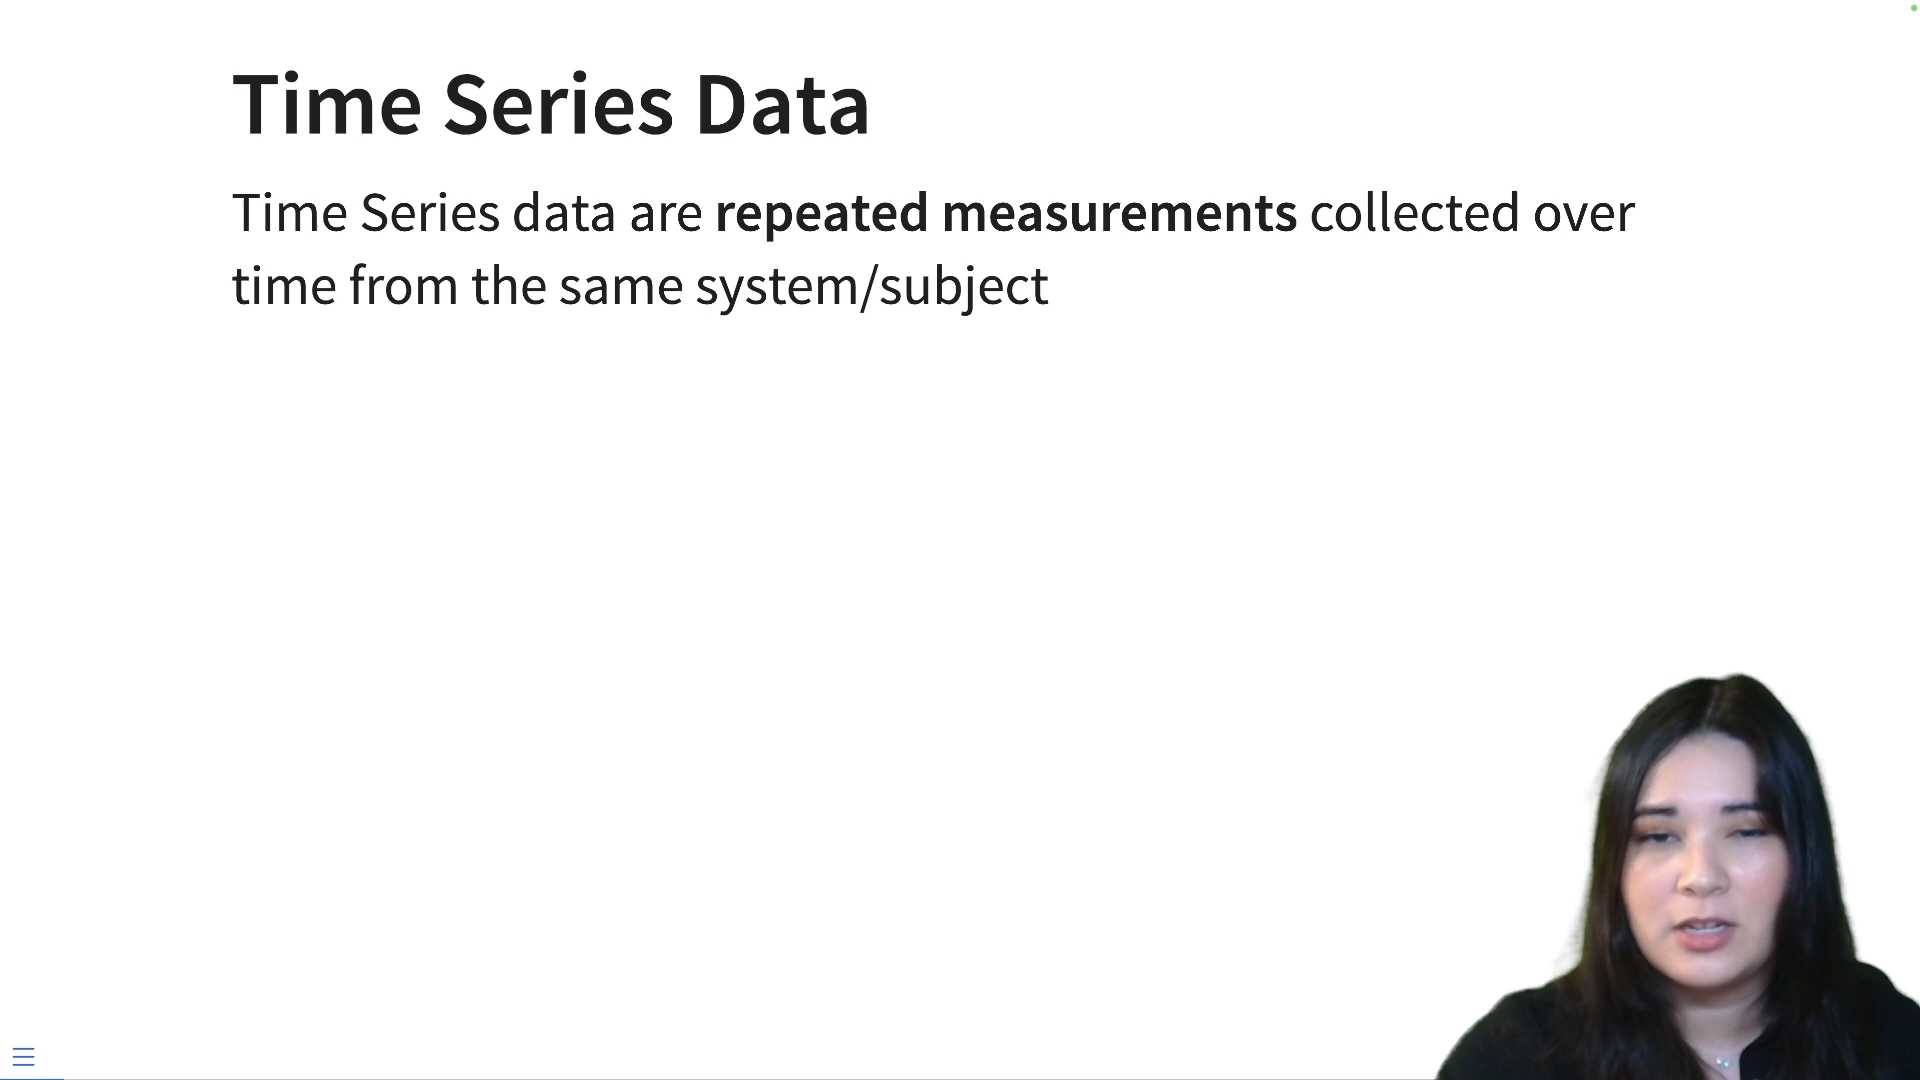 Time Series Data
Time Series data are repeated measurements collected over
time from the same system/subject